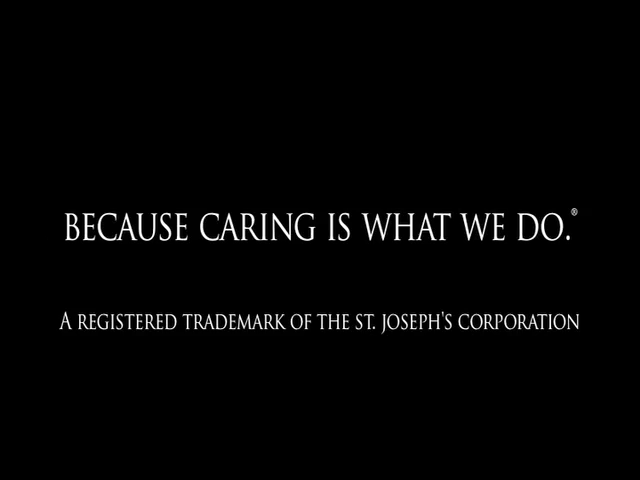 BECAUSE CARING IS WHAT WE DO.®
A REGISTERED TRADEMARK OF THE ST. JOSEPH'S CORPORATION